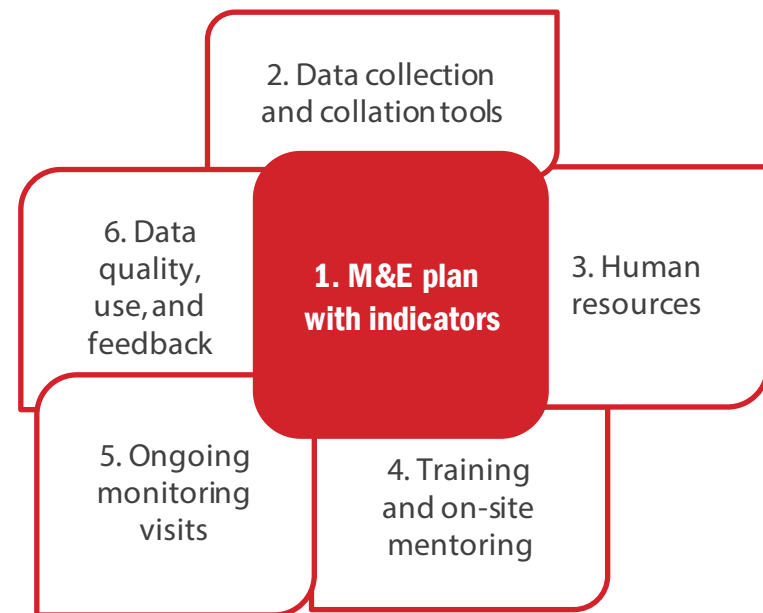 2. Data collection
and collation tools
1. M&E plan
with indicators
3. Human
resources
4. Training
and on-site
mentoring
5. Ongoing
monitoring
visits
6. Data
quality,
use, and
feedback